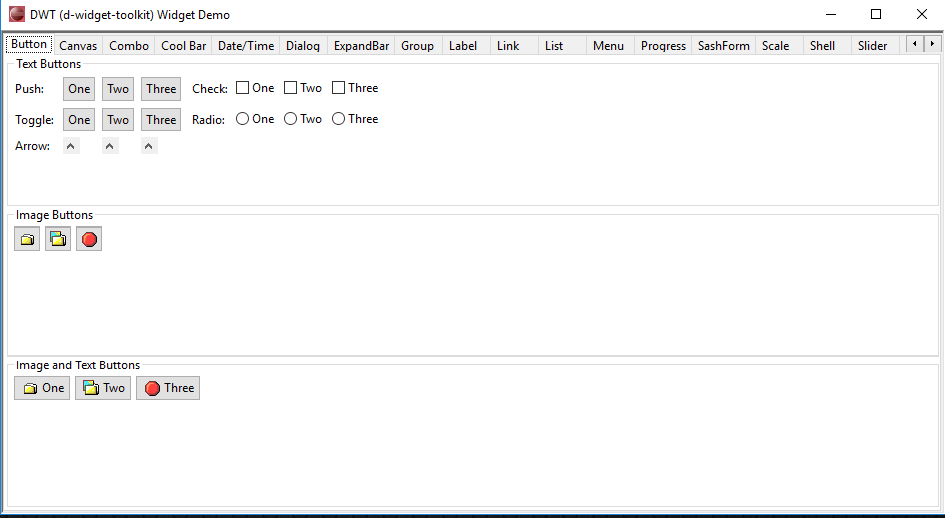 DWT (d-widget-toolkit) Widget Demo
Button Canvas Combo Cool Bar Date/Time Dialog ExpandBar Group Label Link List Menu Progress SashForm Scale Shell Slider
Text Buttons
Push: One Two Three Check: One Two Three
Toggle: One Two Three Radio: One Two Three
Arrow:
Image Buttons
Image and Text Buttons
One Two Three